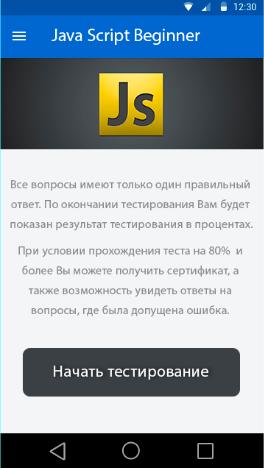 12:30
Java Script Beginner
Js
Все вопросы имеют только один правильный
ответ. По окончании тестирования Вам будет
показан результат тестирования в процентах.
При условии прохождения теста на 80% и
более Вы можете получить сертификат, а
также возможность увидеть ответы на
вопросы, где была допущена ошибка.
Начать тестирование